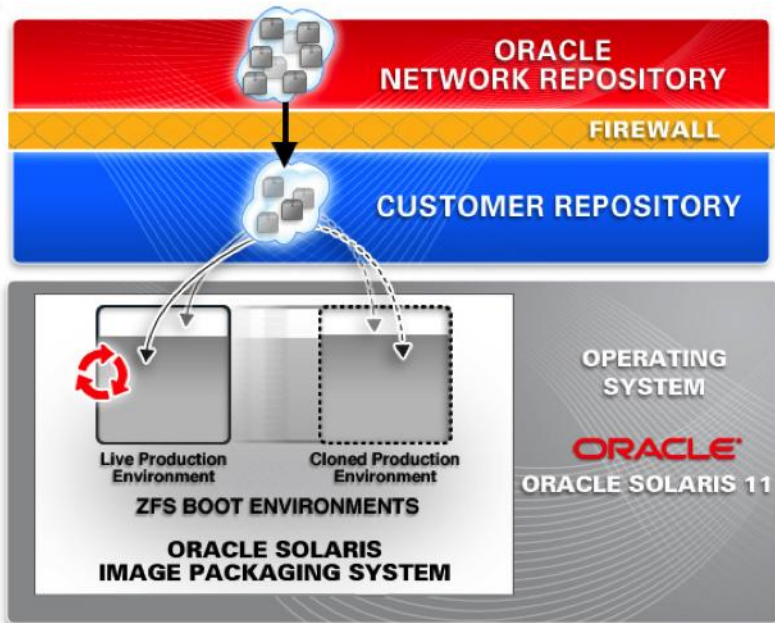 ORACLE
NETWORK REPOSITORY
FIREWALL
CUSTOMER REPOSITORY
Live Production
Environment
Cloned Production
Environment
ZFS BOOT ENVIRONMENTS
ORACLE SOLARIS
IMAGE PACKAGING SYSTEM
OPERATING
SYSTEM
ORACLE®
ORACLE SOLARIS 11